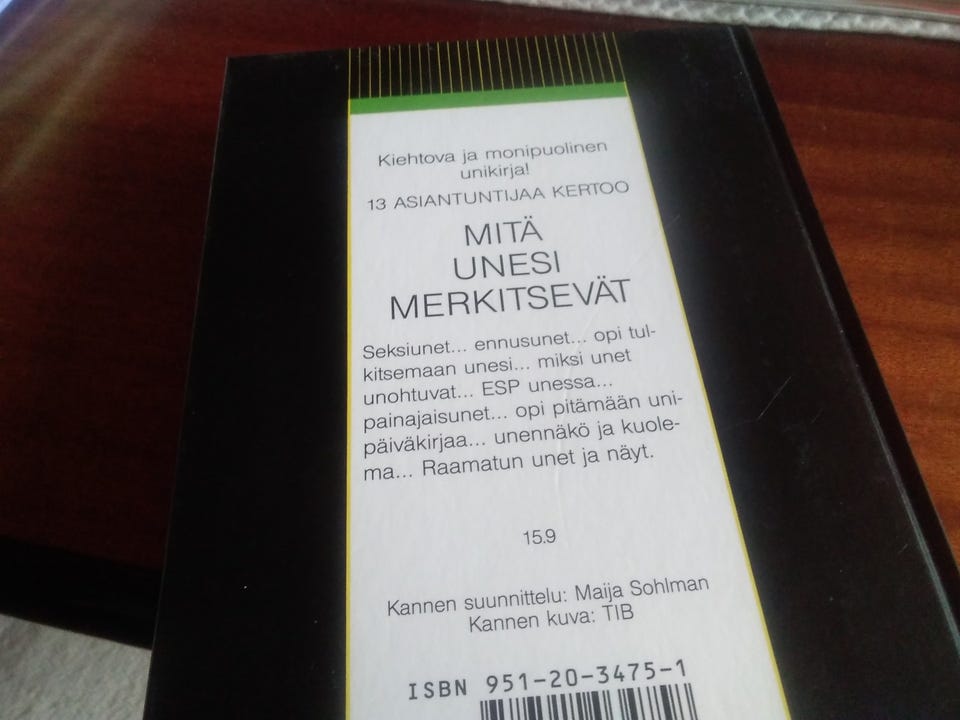 Kiehtova ja monipuolinen
unikirja!
13 ASIANTUNTIJAA KERTOO
MITÄ
UNESI
MERKITSEVÄT
Seksiunet... ennusunet... opi tul-
kitsemaan unesi... miksi unet
unohtuvat... ESP unessa...
painajaisunet... opi pitämään uni-
päiväkirjaa... unennäkö ja kuole-
ma... Raamatun unet ja näyt.
15.9
Kannen suunnittelu: Maija Sohlman
Kannen kuva: TIB
ISBN 951-20-3475-1